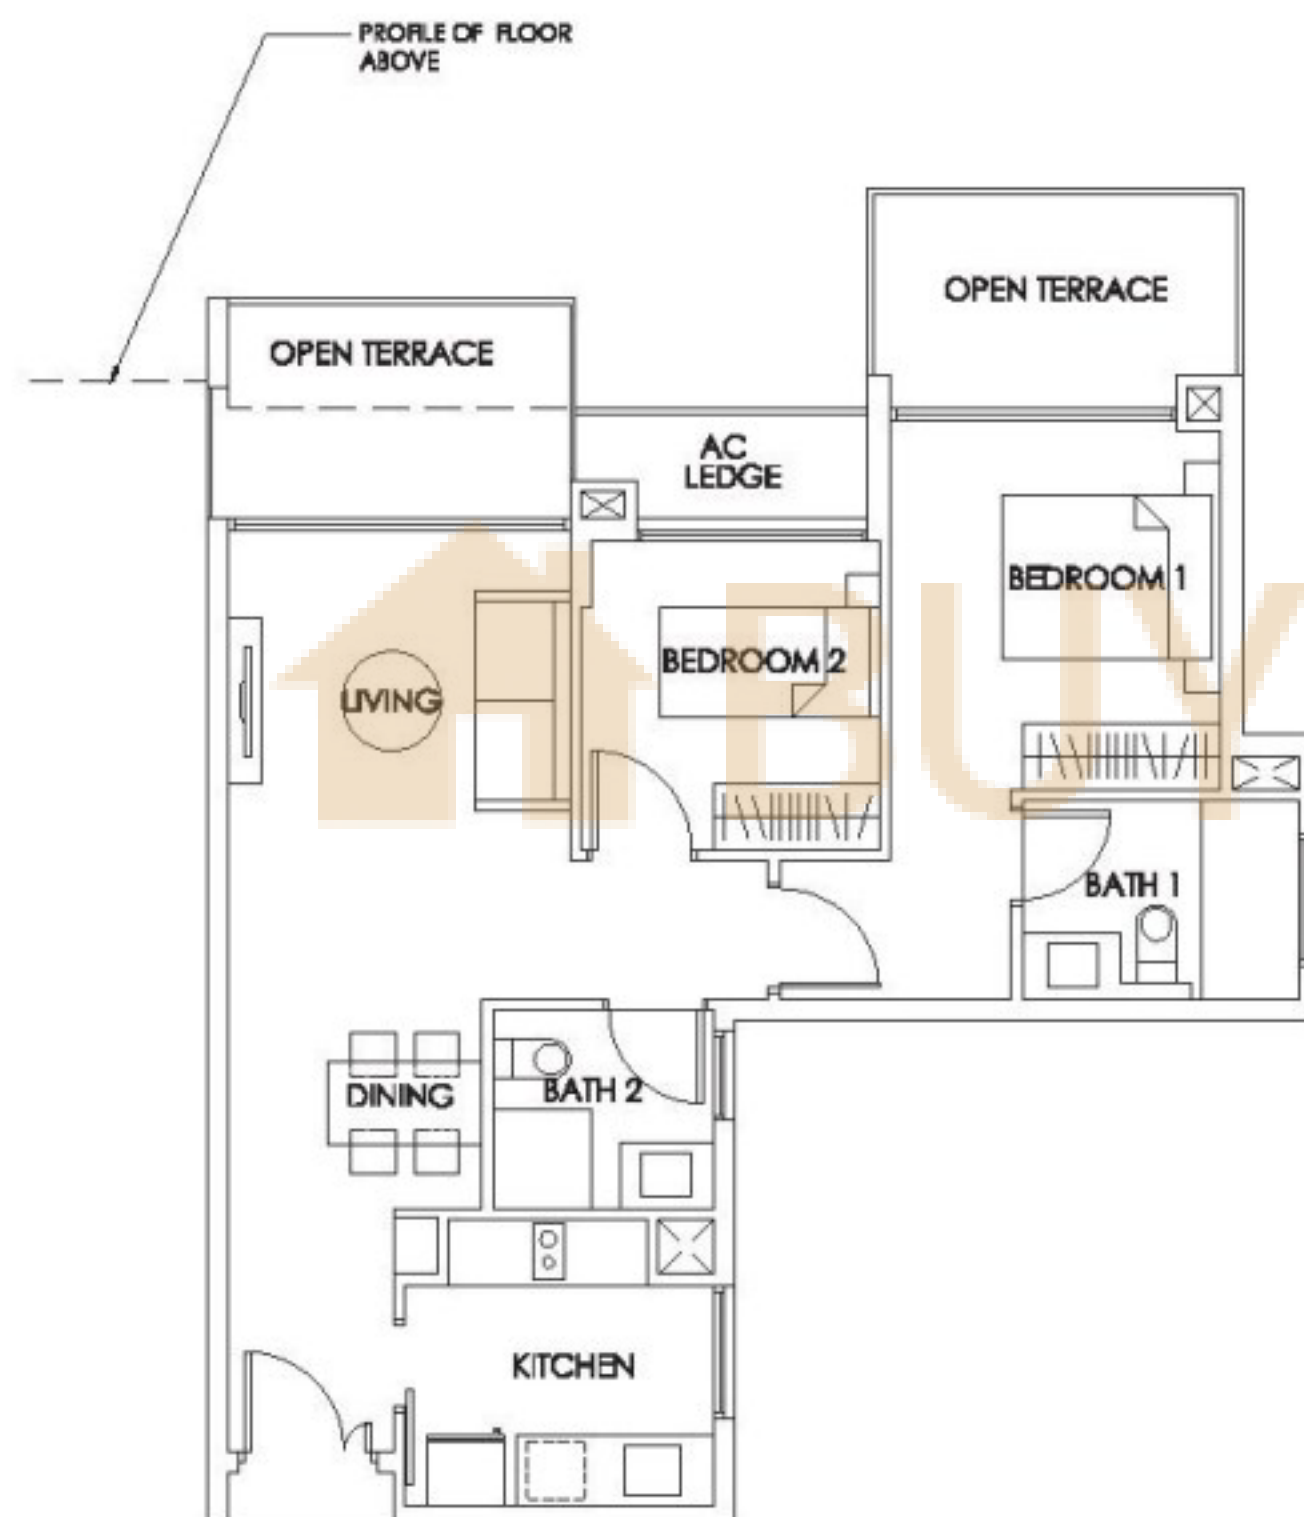 PROFILE OF FLOOR
ABOVE
OPEN TERRACE
OPEN TERRACE
AC
LEDGE
BEDROOM 1
BEDROOM 2
LIVING
BUY
BATH 1
DINING
BATH 2
KITCHEN